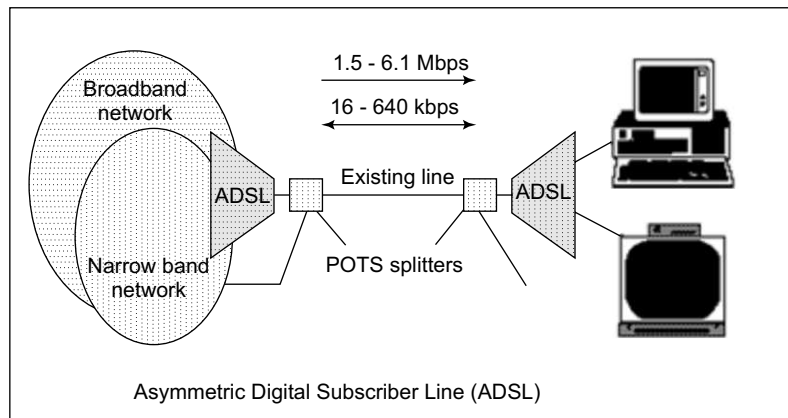 1.5 - 6.1 Mbps
16 - 640 kbps
Broadband
network
ADSL
Existing line
ADSL
Narrow band
network
POTS splitters
Asymmetric Digital Subscriber Line (ADSL)